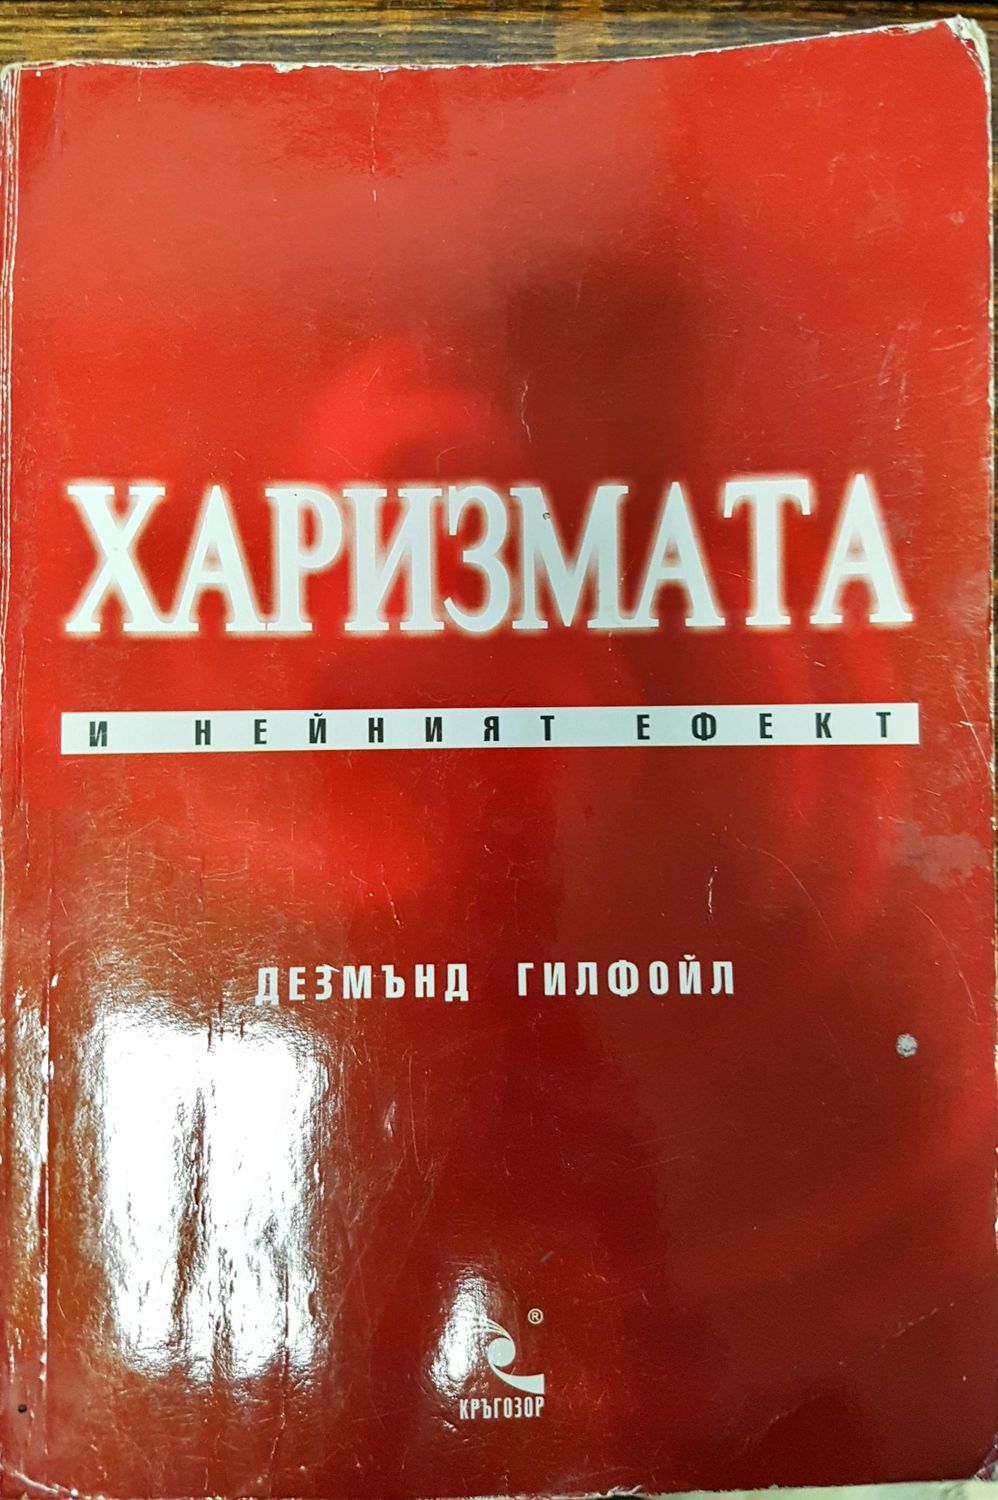 ХАРИЗМАТА
И НЕЙНИЯТ ЕФЕКТ
ДЕЗМЪНД ГИЛФОЙЛ
®
КРЪГОЗОР